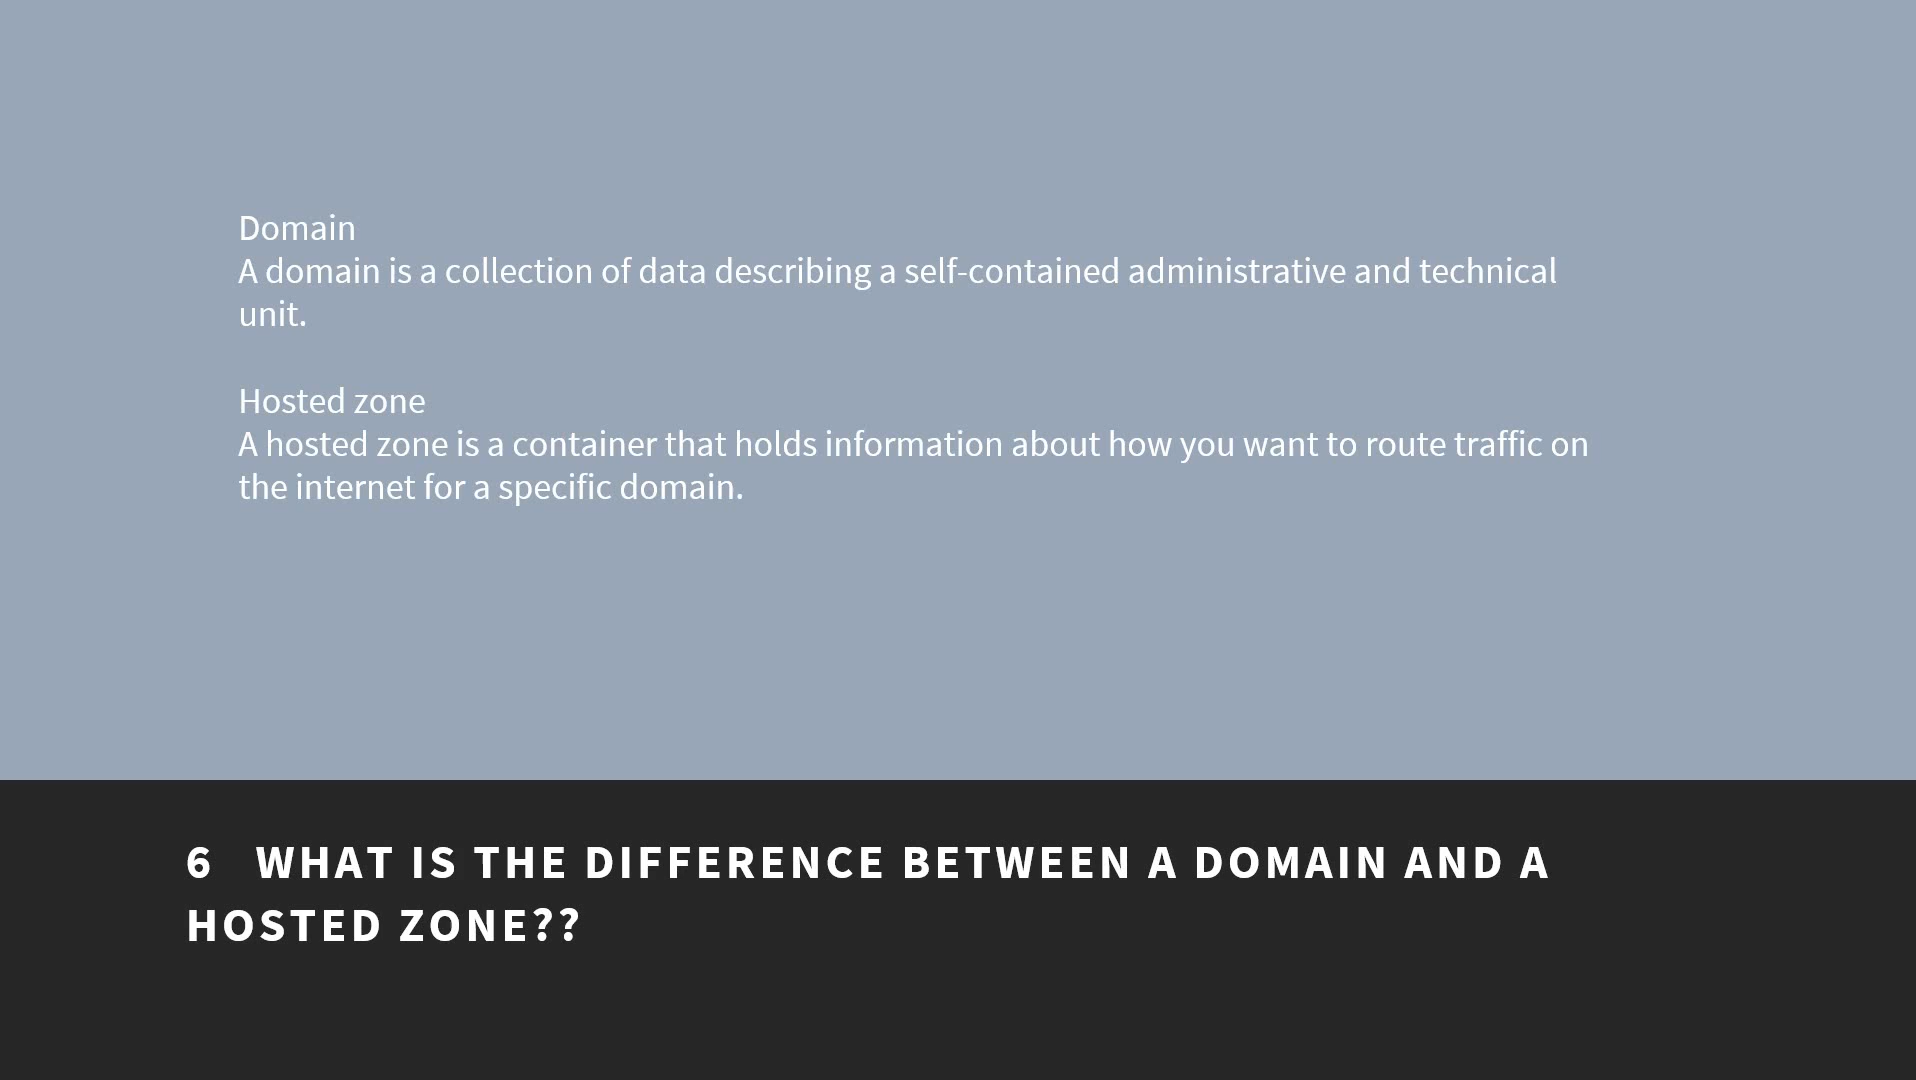 Domain
A domain is a collection of data describing a self-contained administrative and technical
unit.
Hosted zone
A hosted zone is a container that holds information about how you want to route traffic on
the internet for a specific domain.
6 WHAT IS THE DIFFERENCE BETWEEN A DOMAIN AND A
HOSTED ZONE??